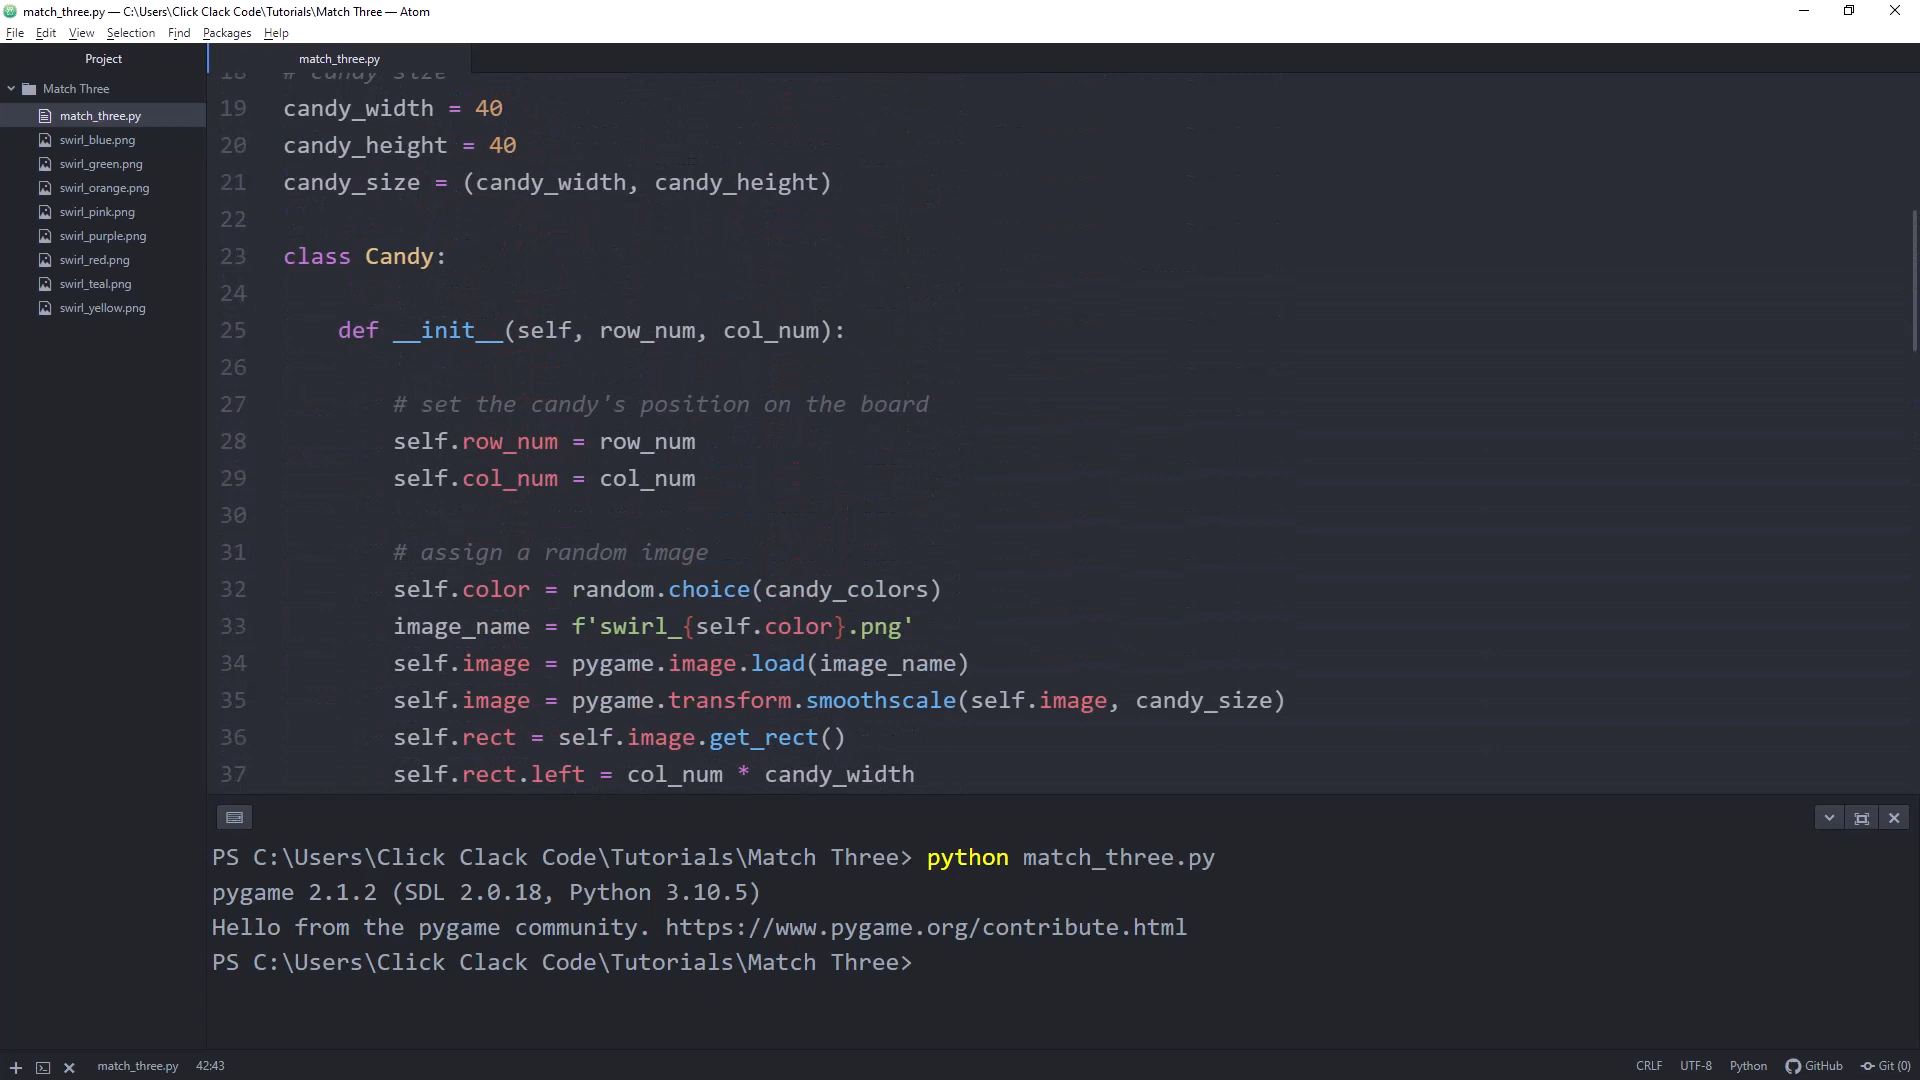 match_three.py — C:\Users\Click Clack Code\Tutorials\Match Three — Atom
File Edit View Selection Find Packages Help
Project
Match Three
match_three.py
swirl_blue.png
swirl_green.png
swirl_orange.png
swirl_pink.png
swirl_purple.png
swirl_red.png
swirl_teal.png
swirl_yellow.png
match_three.py
18 # candy size
19 candy_width = 40
20 candy_height = 40
21 candy_size = (candy_width, candy_height)
22
23 class Candy:
24
25 def __init__(self, row_num, col_num):
26
27 # set the candy's position on the board
28 self.row_num = row_num
29 self.col_num = col_num
30
31 # assign a random image
32 self.color = random.choice(candy_colors)
33 image_name = f'swirl_{self.color}.png'
34 self.image = pygame.image.load(image_name)
35 self.image = pygame.transform.smoothscale(self.image, candy_size)
36 self.rect = self.image.get_rect()
37 self.rect.left = col_num * candy_width
PS C:\Users\Click Clack Code\Tutorials\Match Three> python match_three.py
pygame 2.1.2 (SDL 2.0.18, Python 3.10.5)
Hello from the pygame community. https://www.pygame.org/contribute.html
PS C:\Users\Click Clack Code\Tutorials\Match Three>
match_three.py 42:43 CRLF UTF-8 Python GitHub Git (0)